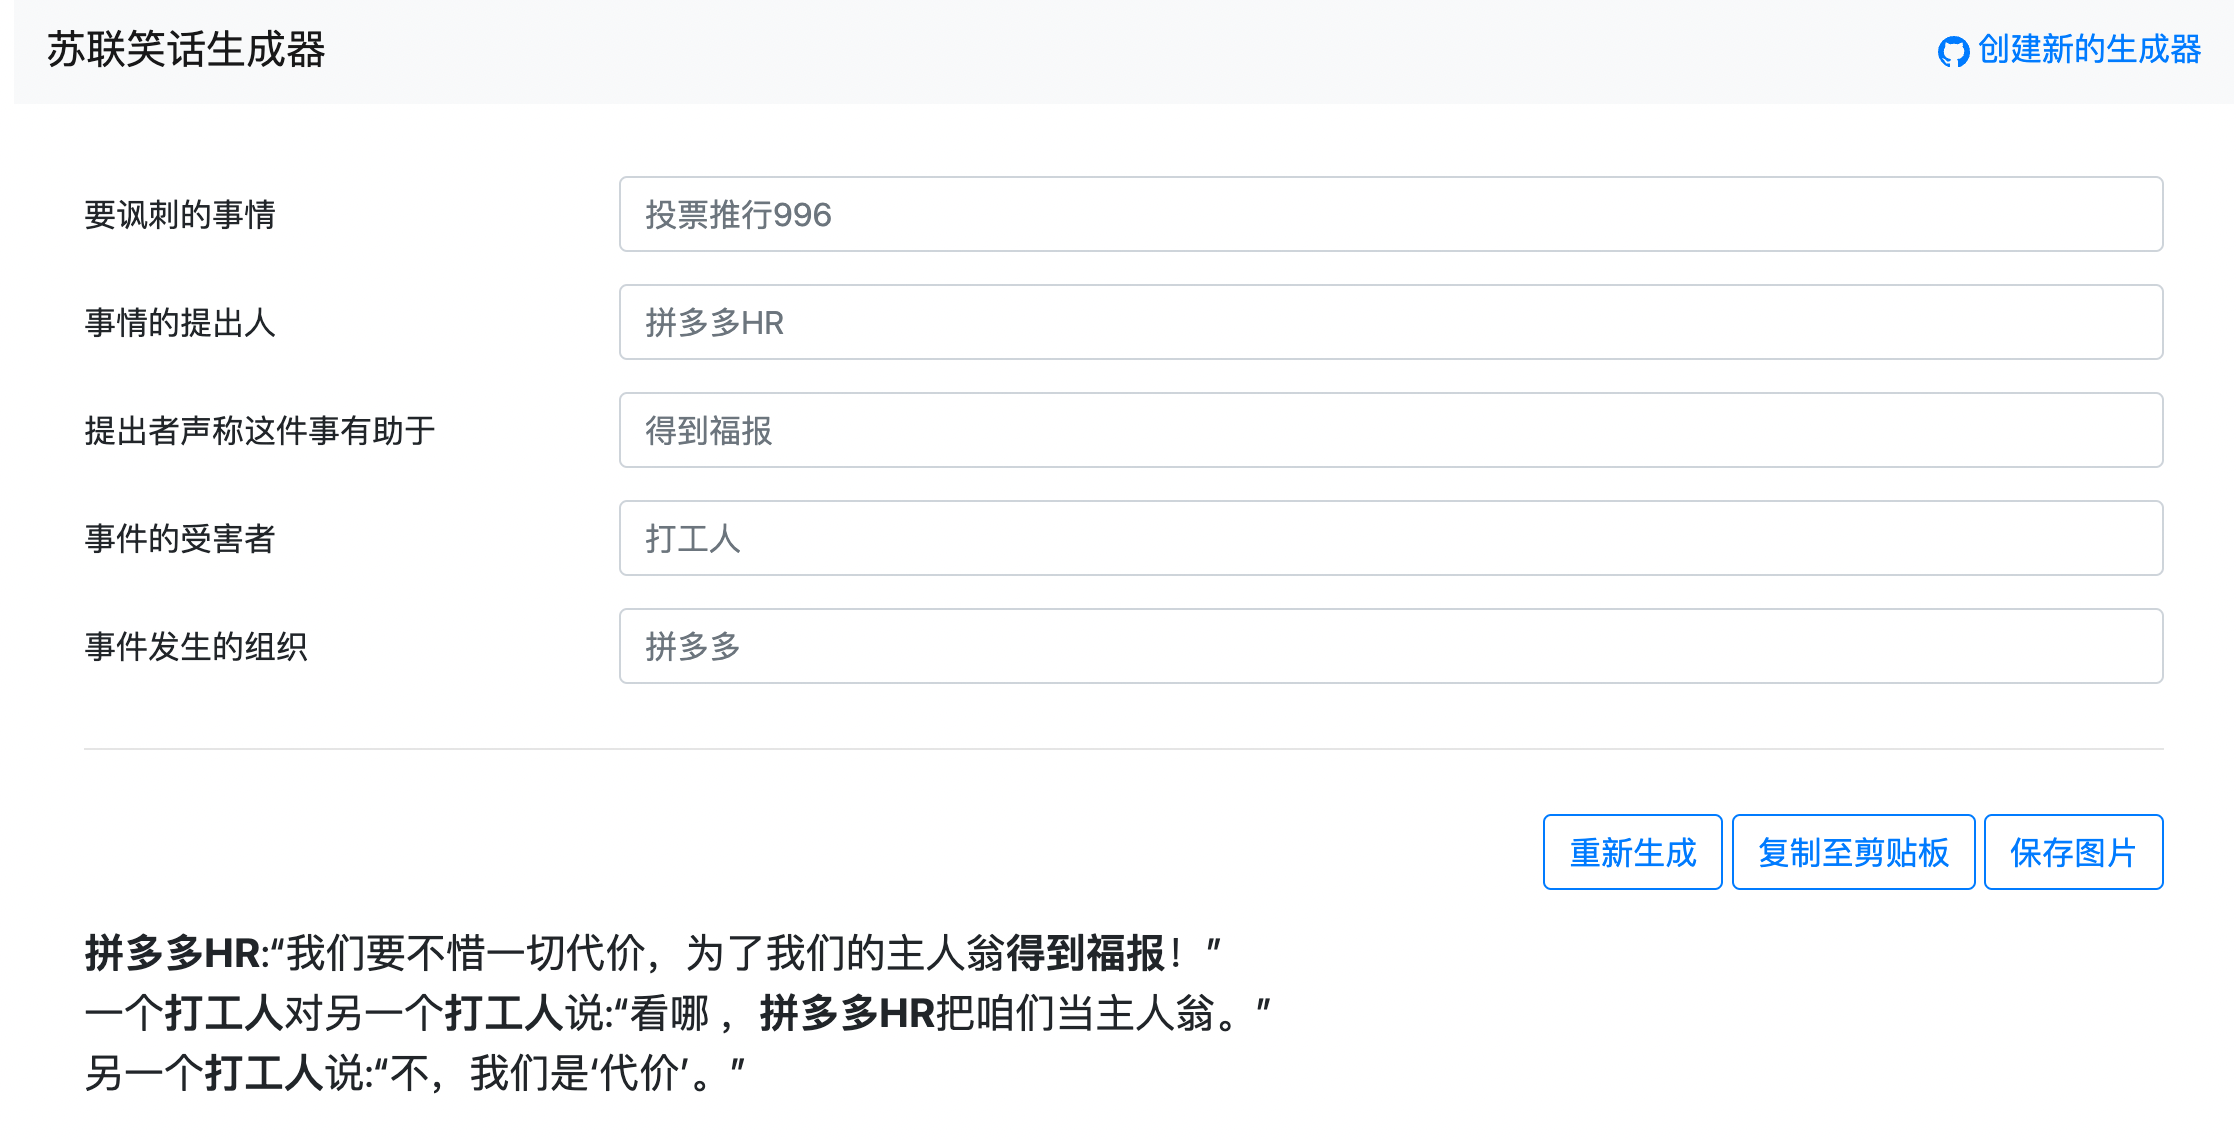 苏联笑话生成器
创建新的生成器
要讽刺的事情
投票推行996
事情的提出人
拼多多HR
提出者声称这件事有助于
得到福报
事件的受害者
打工人
事件发生的组织
拼多多
重新生成
复制至剪贴板
保存图片
拼多多HR:“我们要不惜一切代价，为了我们的主人翁得到福报！”
一个打工人对另一个打工人说:“看哪 ，拼多多HR把咱们当主人翁。”
另一个打工人说:“不，我们是‘代价’。”